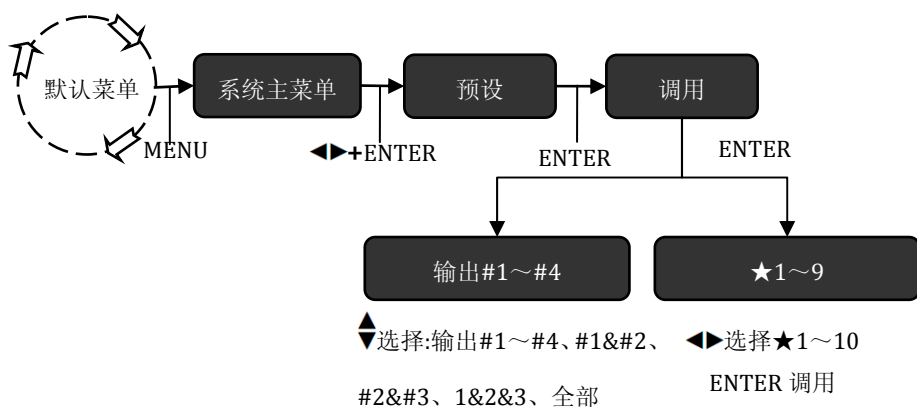 默认菜单
系统主菜单
预设
调用
MENU
◀▶+ENTER
ENTER
ENTER
输出#1～#4
★1～9
▲▼选择:输出#1～#4、#1&#2、
#2&#3、1&2&3、全部
◀▶选择★1～10
ENTER 调用